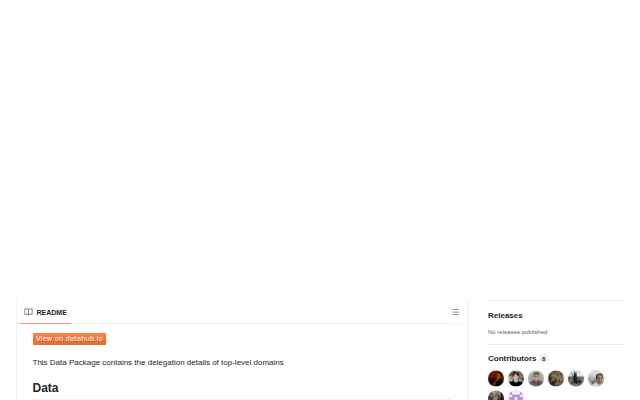 README
View on datahub.io
This Data Package contains the delegation details of top-level domains
Data
Releases
No releases published
Contributors 8